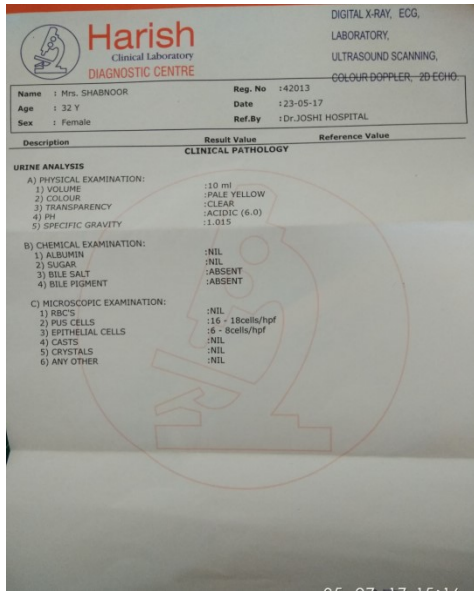 DIGITAL X-RAY, ECG,
LABORATORY,
ULTRASOUND SCANNING,
COLOUR DOPPLER, 2D ECHO.
Harish
Clinical Laboratory
DIAGNOSTIC CENTRE
Name : Mrs. SHABNOOR Reg. No :42013
Age : 32 Y Date :23-05-17
Sex : Female Ref.By :Dr.JOSHI HOSPITAL
Description Result Value Reference Value
CLINICAL PATHOLOGY
URINE ANALYSIS
A) PHYSICAL EXAMINATION:
1) VOLUME :10 ml
2) COLOUR :PALE YELLOW
3) TRANSPARENCY :CLEAR
4) PH :ACIDIC (6.0)
5) SPECIFIC GRAVITY :1.015
B) CHEMICAL EXAMINATION:
1) ALBUMIN :NIL
2) SUGAR :NIL
3) BILE SALT :ABSENT
4) BILE PIGMENT :ABSENT
C) MICROSCOPIC EXAMINATION:
1) RBC'S :NIL
2) PUS CELLS :16 - 18cells/hpf
3) EPITHELIAL CELLS :6 - 8cells/hpf
4) CASTS :NIL
5) CRYSTALS :NIL
6) ANY OTHER :NIL